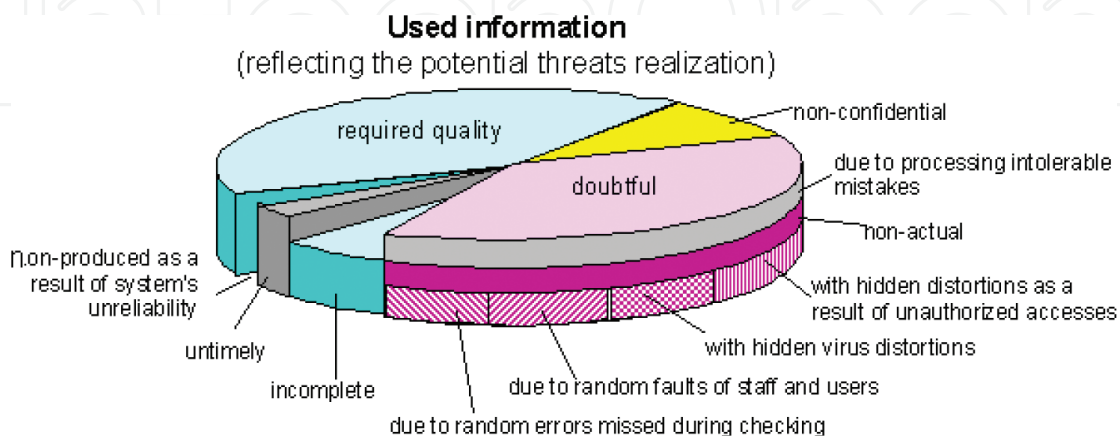 Used information
(reflecting the potential threats realization)
required quality
non-confidential
doubtful
due to processing intolerable
mistakes
non-actual
non-produced as a
result of system's
unreliability
with hidden distortions as a
result of unauthorized accesses
untimely
with hidden virus distortions
incomplete
due to random faults of staff and users
due to random errors missed during checking